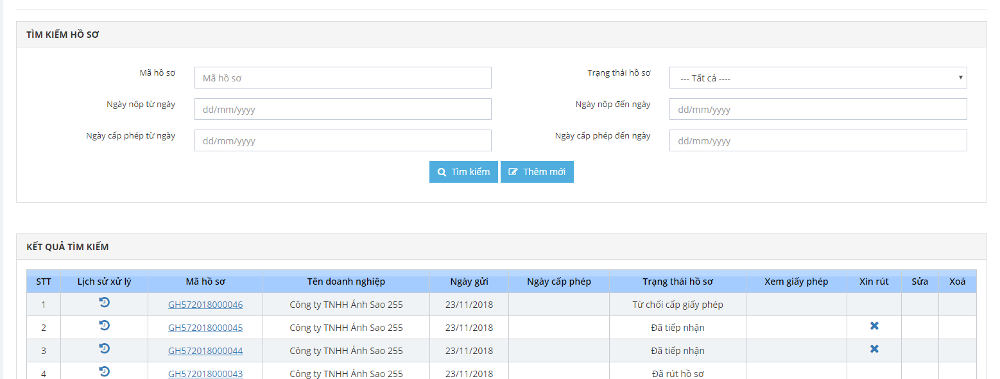 TÌM KIẾM HỒ SƠ
Mã hồ sơ Mã hồ sơ Trạng thái hồ sơ --- Tất cả ----
Ngày nộp từ ngày dd/mm/yyyy Ngày nộp đến ngày dd/mm/yyyy
Ngày cấp phép từ ngày dd/mm/yyyy Ngày cấp phép đến ngày dd/mm/yyyy
Tìm kiếm Thêm mới
KẾT QUẢ TÌM KIẾM
STT Lịch sử xử lý Mã hồ sơ Tên doanh nghiệp Ngày gửi Ngày cấp phép Trạng thái hồ sơ Xem giấy phép Xin rút Sửa Xoá
1 GH572018000046 Công ty TNHH Ánh Sao 255 23/11/2018 Từ chối cấp giấy phép
2 GH572018000045 Công ty TNHH Ánh Sao 255 23/11/2018 Đã tiếp nhận
3 GH572018000044 Công ty TNHH Ánh Sao 255 23/11/2018 Đã tiếp nhận
4 GH572018000043 Công ty TNHH Ánh Sao 255 23/11/2018 Đã rút hồ sơ